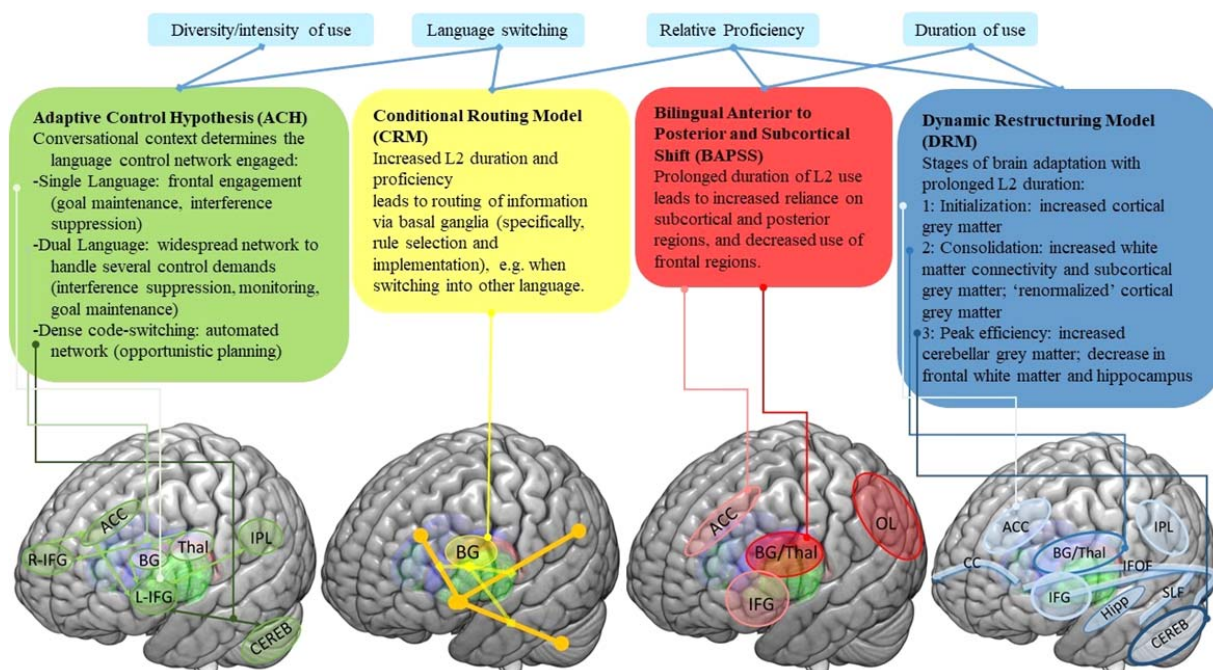 Diversity/intensity of use
Language switching
Relative Proficiency
Duration of use
Adaptive Control Hypothesis (ACH)
Conversational context determines the
language control network engaged:
-Single Language: frontal engagement
(goal maintenance, interference
suppression)
-Dual Language: widespread network to
handle several control demands
(interference suppression, monitoring,
goal maintenance)
-Dense code-switching: automated
network (opportunistic planning)
Conditional Routing Model
(CRM)
Increased L2 duration and
proficiency
leads to routing of information
via basal ganglia (specifically,
rule selection and
implementation), e.g. when
switching into other language.
Bilingual Anterior to
Posterior and Subcortical
Shift (BAPSS)
Prolonged duration of L2 use
leads to increased reliance on
subcortical and posterior
regions, and decreased use of
frontal regions.
Dynamic Restructuring Model
(DRM)
Stages of brain adaptation with
prolonged L2 duration:
1: Initialization: increased cortical
grey matter
2: Consolidation: increased white
matter connectivity and subcortical
grey matter; ‘renormalized’ cortical
grey matter
3: Peak efficiency: increased
cerebellar grey matter; decrease in
frontal white matter and hippocampus
ACC
R-IFG
BG
Thal
IPL
L-IFG
CEREB
BG
ACC
OL
BG/Thal
IFG
ACC
IPL
BG/Thal
CC
IFOF
IFG
Hipp
SLF
CEREB